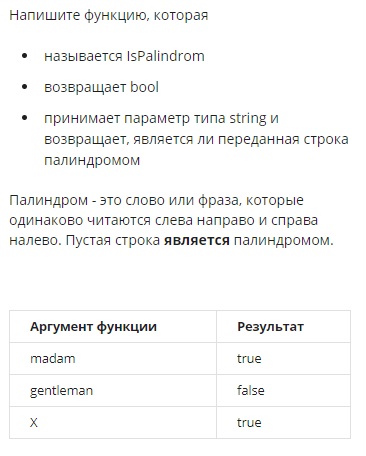 Напишите функцию, которая
• называется IsPalindrom
• возвращает bool
• принимает параметр типа string и
возвращает, является ли переданная строка
палиндромом
Палиндром - это слово или фраза, которые
одинаково читаются слева направо и справа
налево. Пустая строка является палиндромом.
Аргумент функции Результат
madam true
gentleman false
X true